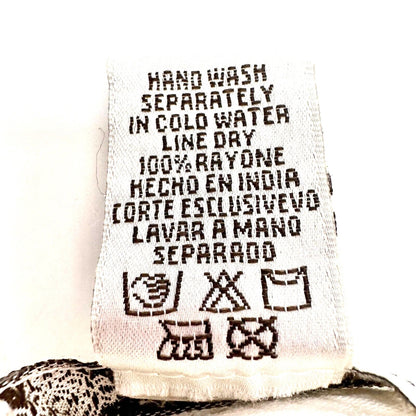 HAND WASH
SEPARATELY
IN COLD WATER
LINE DRY
100% RAYONE
HECHO EN INDIA
CORTE ESCLUSIVEVO
LAVAR A MANO
SEPARADO